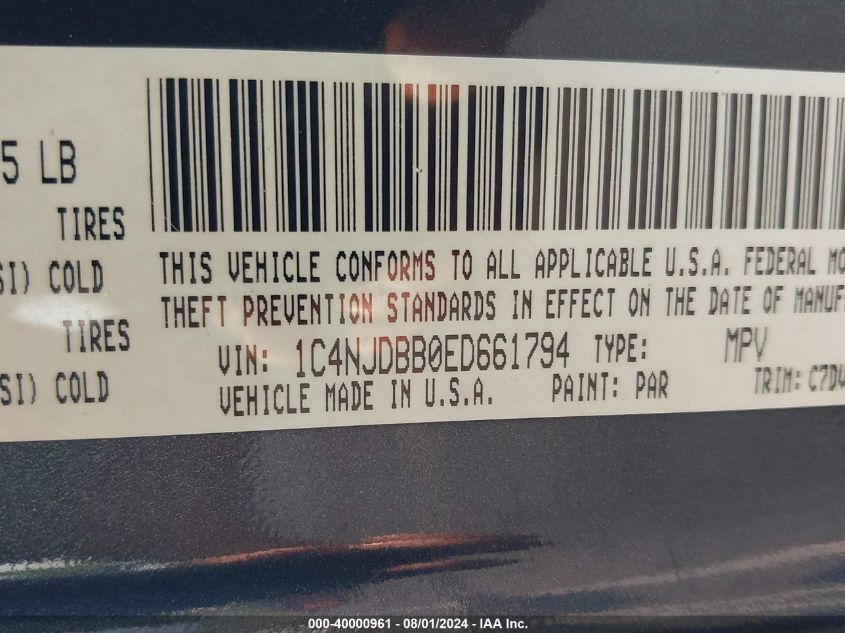 5 LB
TIRES
SI) COLD
TIRES
SI) COLD
THIS VEHICLE CONFORMS TO ALL APPLICABLE U.S.A. FEDERAL MO
THEFT PREVENTION STANDARDS IN EFFECT ON THE DATE OF MANUF
VIN: 1C4NJDBB0ED661794 TYPE: MPV
VEHICLE MADE IN U.S.A. PAINT: PAR TRIM: C7DV
000-40000961 - 08/01/2024 - IAA Inc.